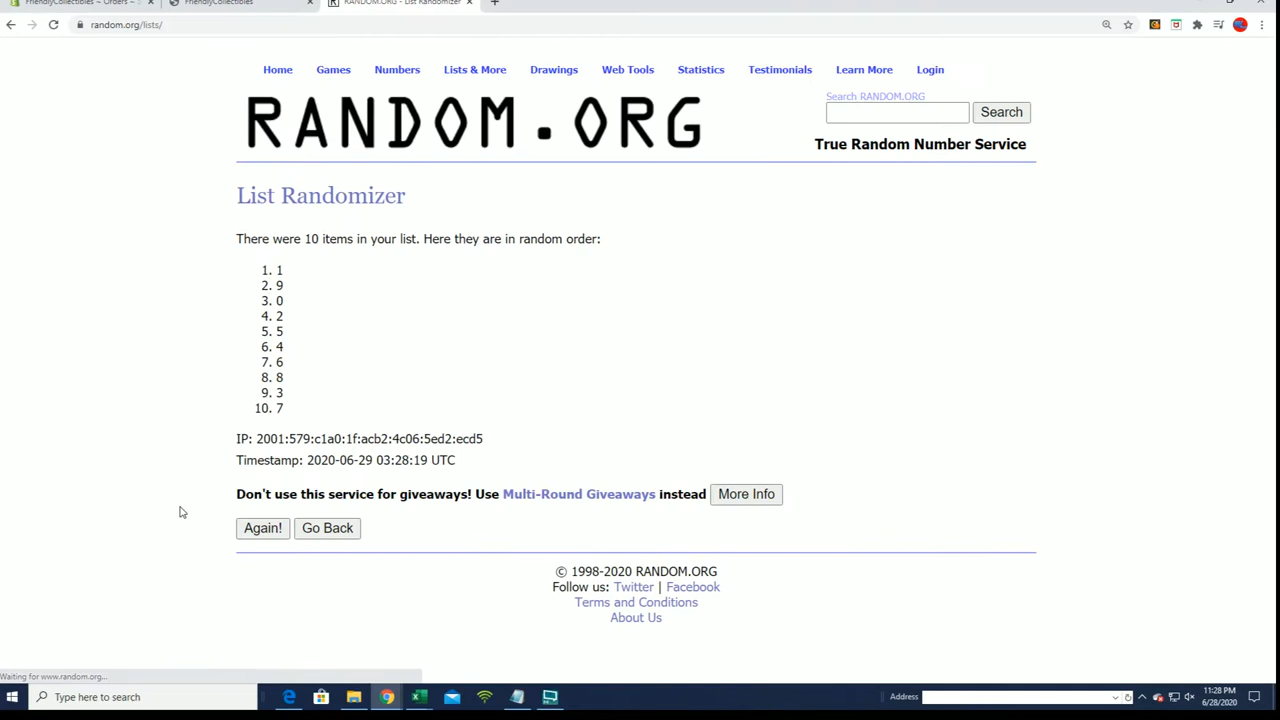 FriendlyCollectibles ~ Orders ~
FriendlyCollectibles
RANDOM.ORG - List Randomizer
random.org/lists/
Home Games Numbers Lists & More Drawings Web Tools Statistics Testimonials Learn More Login
RANDOM.ORG
Search RANDOM.ORG
Search
True Random Number Service
List Randomizer
There were 10 items in your list. Here they are in random order:
1. 1
2. 9
3. 0
4. 2
5. 5
6. 4
7. 6
8. 8
9. 3
10. 7
IP: 2001:579:c1a0:1f:acb2:4c06:5ed2:ecd5
Timestamp: 2020-06-29 03:28:19 UTC
Don't use this service for giveaways! Use Multi-Round Giveaways instead More Info
Again! Go Back
© 1998-2020 RANDOM.ORG
Follow us: Twitter | Facebook
Terms and Conditions
About Us
Waiting for www.random.org...
Type here to search
Address
11:28 PM
6/28/2020